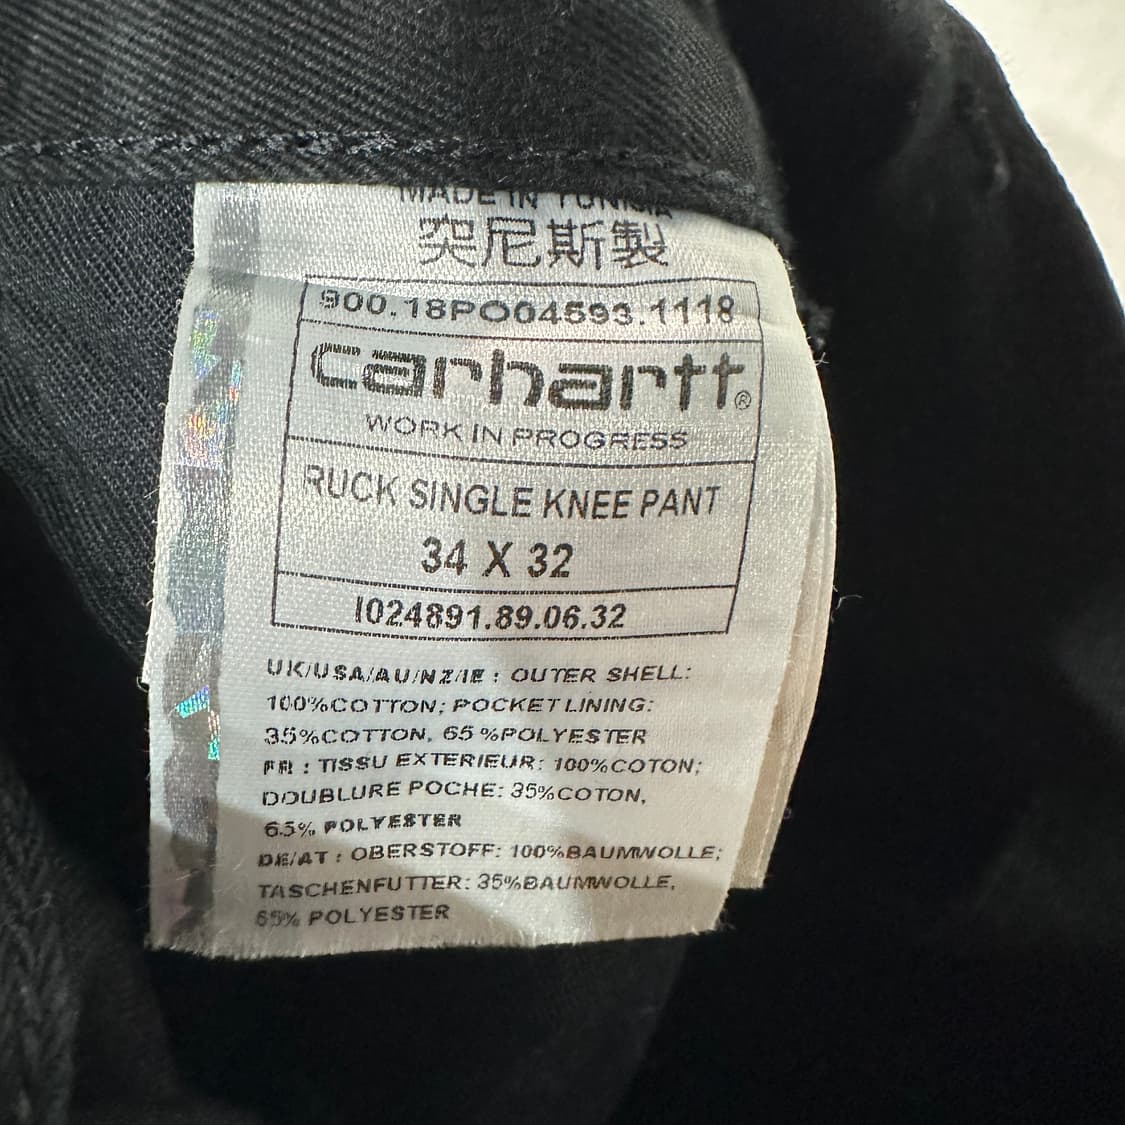 MADE IN TUNISIA
突尼斯製
900.18PO04593.1118
carhartt®
WORK IN PROGRESS
RUCK SINGLE KNEE PANT
34 X 32
I024891.89.06.32
UK/USA/AU/NZ/IE : OUTER SHELL:
100%COTTON; POCKET LINING:
35%COTTON, 65 %POLYESTER
FR : TISSU EXTERIEUR: 100%COTON;
DOUBLURE POCHE: 35%COTON,
65% POLYESTER
DE/AT : OBERSTOFF: 100%BAUMWOLLE;
TASCHENFUTTER: 35%BAUMWOLLE,
65% POLYESTER